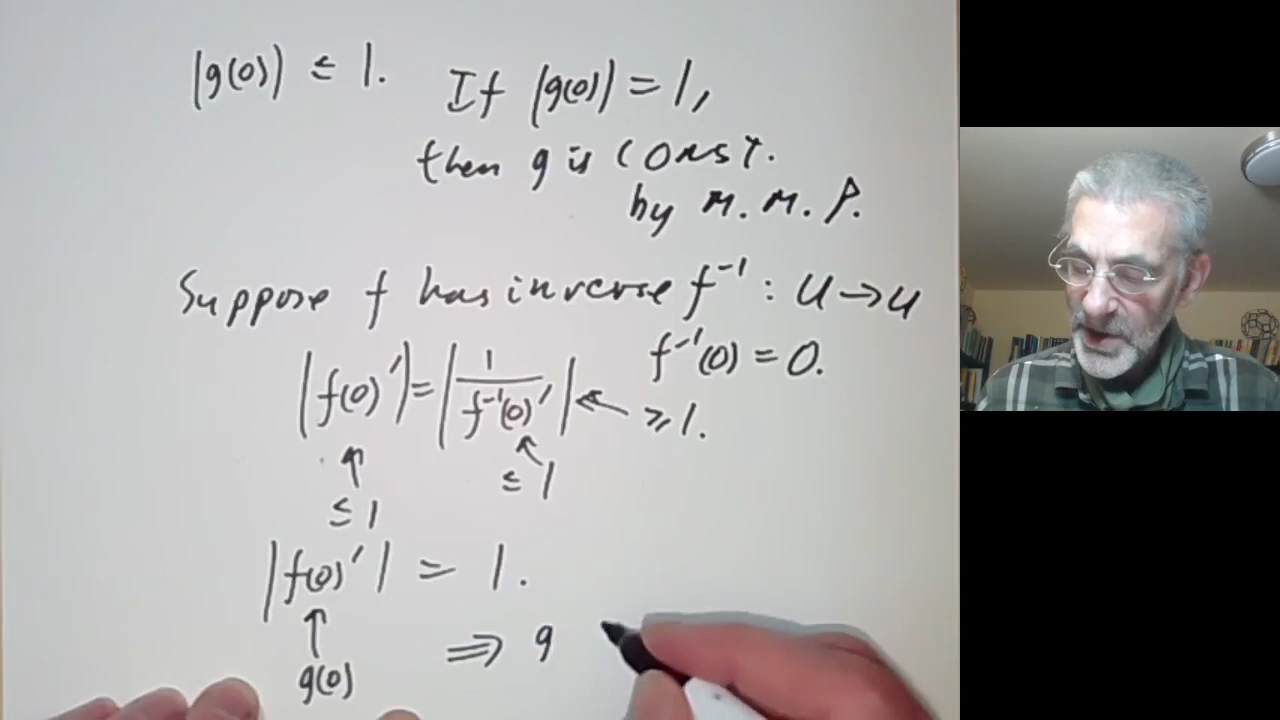 |g(0)| ≤ 1. If |g(0)| = 1,
then g is const.
by M. M. P.
Suppose f has inverse f⁻¹ : U → U
f⁻¹(0) = 0.
|f(0)′| = |1/f⁻¹(0)′| ← ≥ 1.
↑ ↖
≤ 1 ≤ 1
|f(0)′| = 1.
↑
g(0) ⇒ g